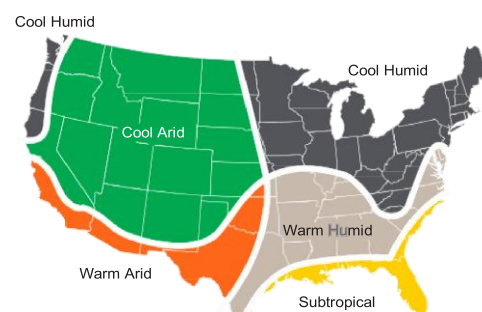 Cool Humid
Cool Humid
Cool Arid
Warm Humid
Warm Arid
Subtropical